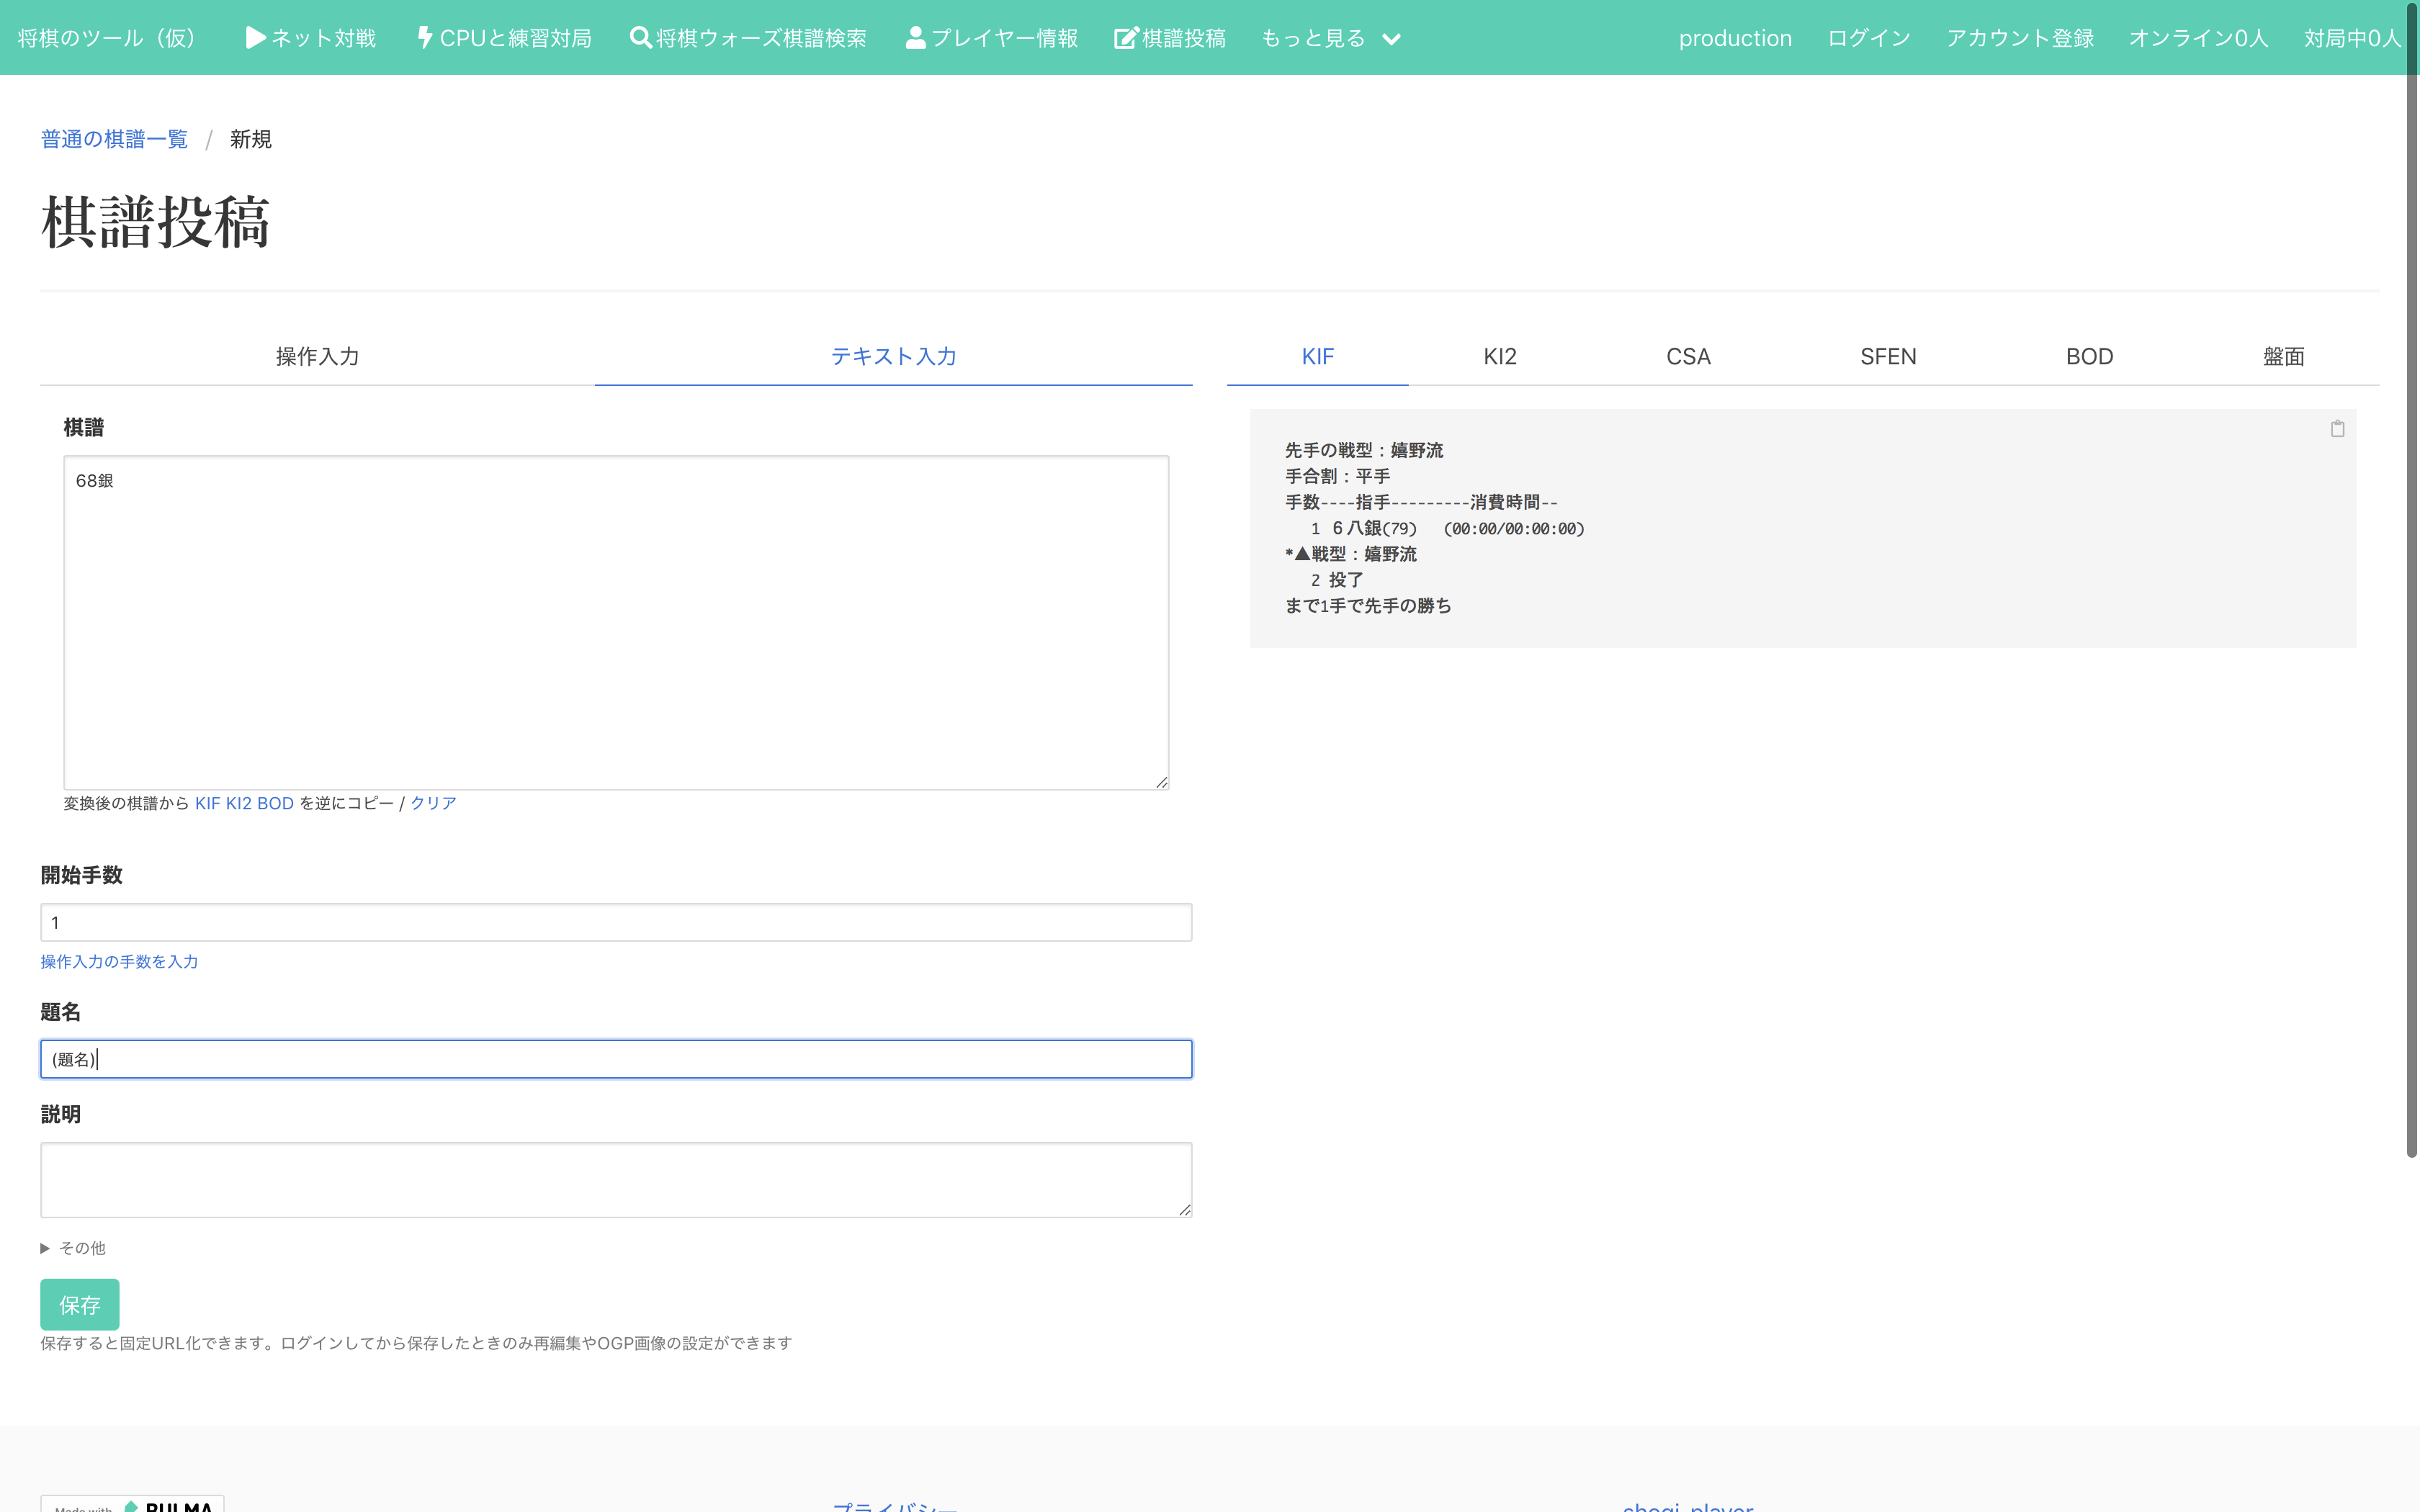 将棋のツール（仮） ネット対戦 CPUと練習対局 将棋ウォーズ棋譜検索 プレイヤー情報 棋譜投稿 もっと見る production ログイン アカウント登録 オンライン0人 対局中0人
普通の棋譜一覧 / 新規
棋譜投稿
操作入力 テキスト入力
棋譜
68銀
変換後の棋譜から KIF KI2 BOD を逆にコピー / クリア
開始手数
1
操作入力の手数を入力
題名
(題名)
説明
その他
保存
保存すると固定URL化できます。ログインしてから保存したときのみ再編集やOGP画像の設定ができます
KIF KI2 CSA SFEN BOD 盤面
先手の戦型：嬉野流
手合割：平手
手数----指手---------消費時間--
1 ６八銀(79) (00:00/00:00:00)
*▲戦型：嬉野流
2 投了
まで1手で先手の勝ち
Made with BULMA プライバシー shogi-player